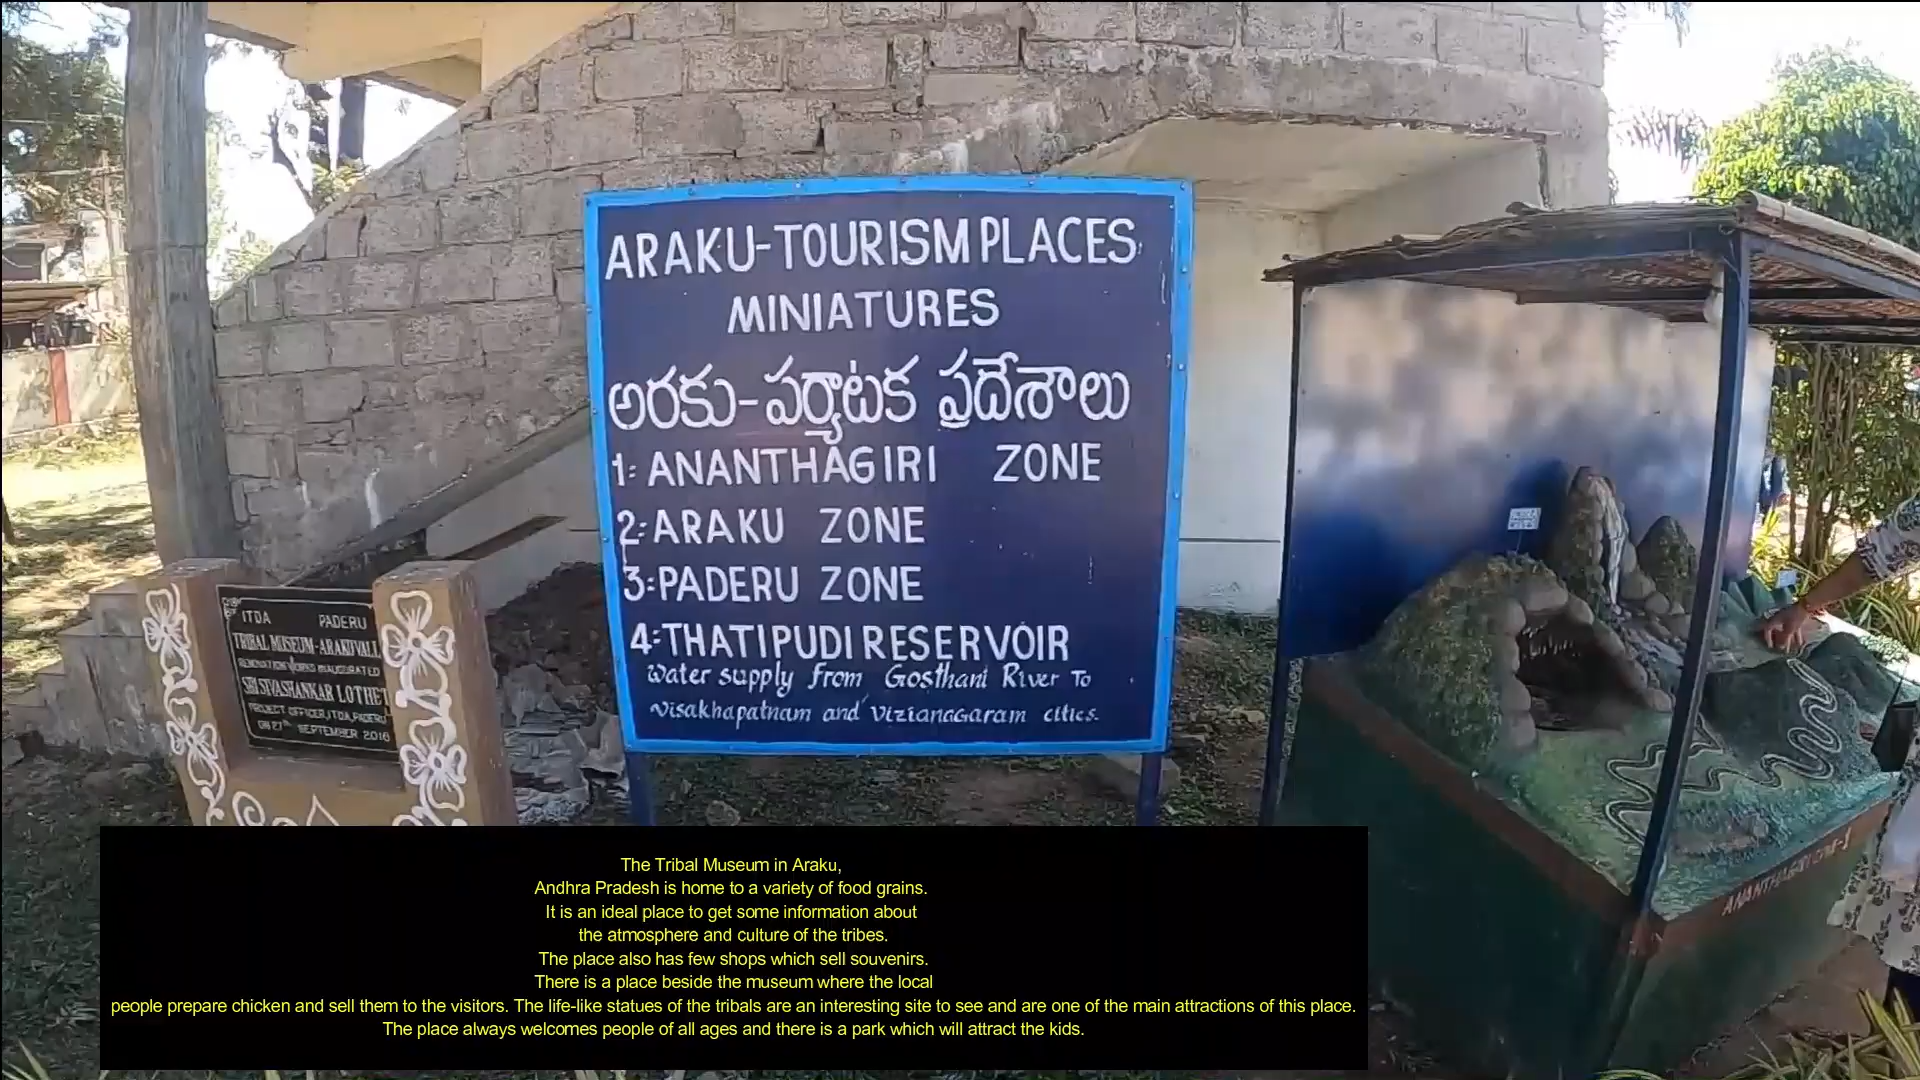 ARAKU-TOURISM PLACES
MINIATURES
అరకు-పర్యాటక ప్రదేశాలు
1: ANANTHAGIRI ZONE
2: ARAKU ZONE
3: PADERU ZONE
4: THATIPUDI RESERVOIR
Water supply from Gosthani River To
visakhapatnam and vizianagaram cities.
ITDA PADERU
TRIBAL MUSEUM-ARAKUVALL
RENOVATION WORKS INAUGURATED
SRI SIVASHANKAR LOTHET
PROJECT OFFICER, ITDA, PADERU
ON 27th SEPTEMBER 2016
ANANTHAGIRI
The Tribal Museum in Araku,
Andhra Pradesh is home to a variety of food grains.
It is an ideal place to get some information about
the atmosphere and culture of the tribes.
The place also has few shops which sell souvenirs.
There is a place beside the museum where the local
people prepare chicken and sell them to the visitors. The life-like statues of the tribals are an interesting site to see and are one of the main attractions of this place.
The place always welcomes people of all ages and there is a park which will attract the kids.